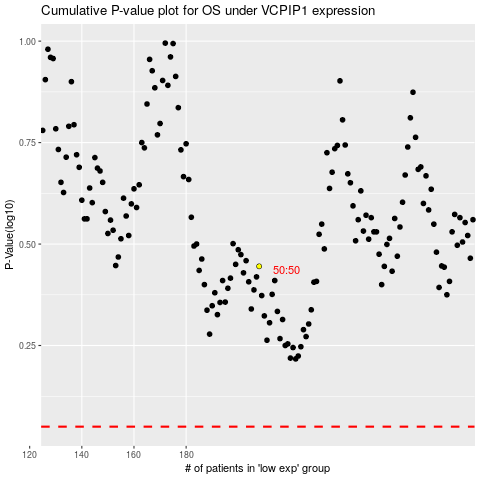 Cumulative P-value plot for OS under VCPIP1 expression
P-Value(log10)
1.00
0.75
0.50
0.25
50:50
120 140 160 180
# of patients in 'low exp' group